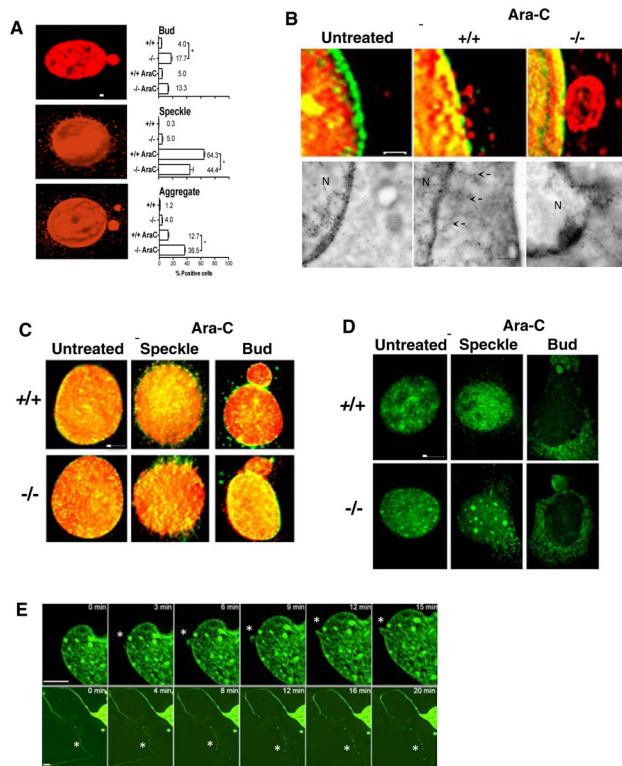 A
Bud
+/+ 4.0 *
-/- 17.7
+/+ AraC 5.0
-/- AraC 13.3
Speckle
+/+ 0.3
-/- 5.0
+/+ AraC 64.3 *
-/- AraC 44.4
Aggregate
+/+ 1.2
-/- 4.0
+/+ AraC 12.7 *
-/- AraC 36.5
0 20 40 60 80 100
% Positive cells
B
Ara-C
Untreated +/+ -/-
N N N
C
Ara-C
Untreated Speckle Bud
+/+
-/-
D
Ara-C
Untreated Speckle Bud
+/+
-/-
E
0 min 3 min 6 min 9 min 12 min 15 min
* * * * *
0 min 4 min 8 min 12 min 16 min 20 min
* * * * * *